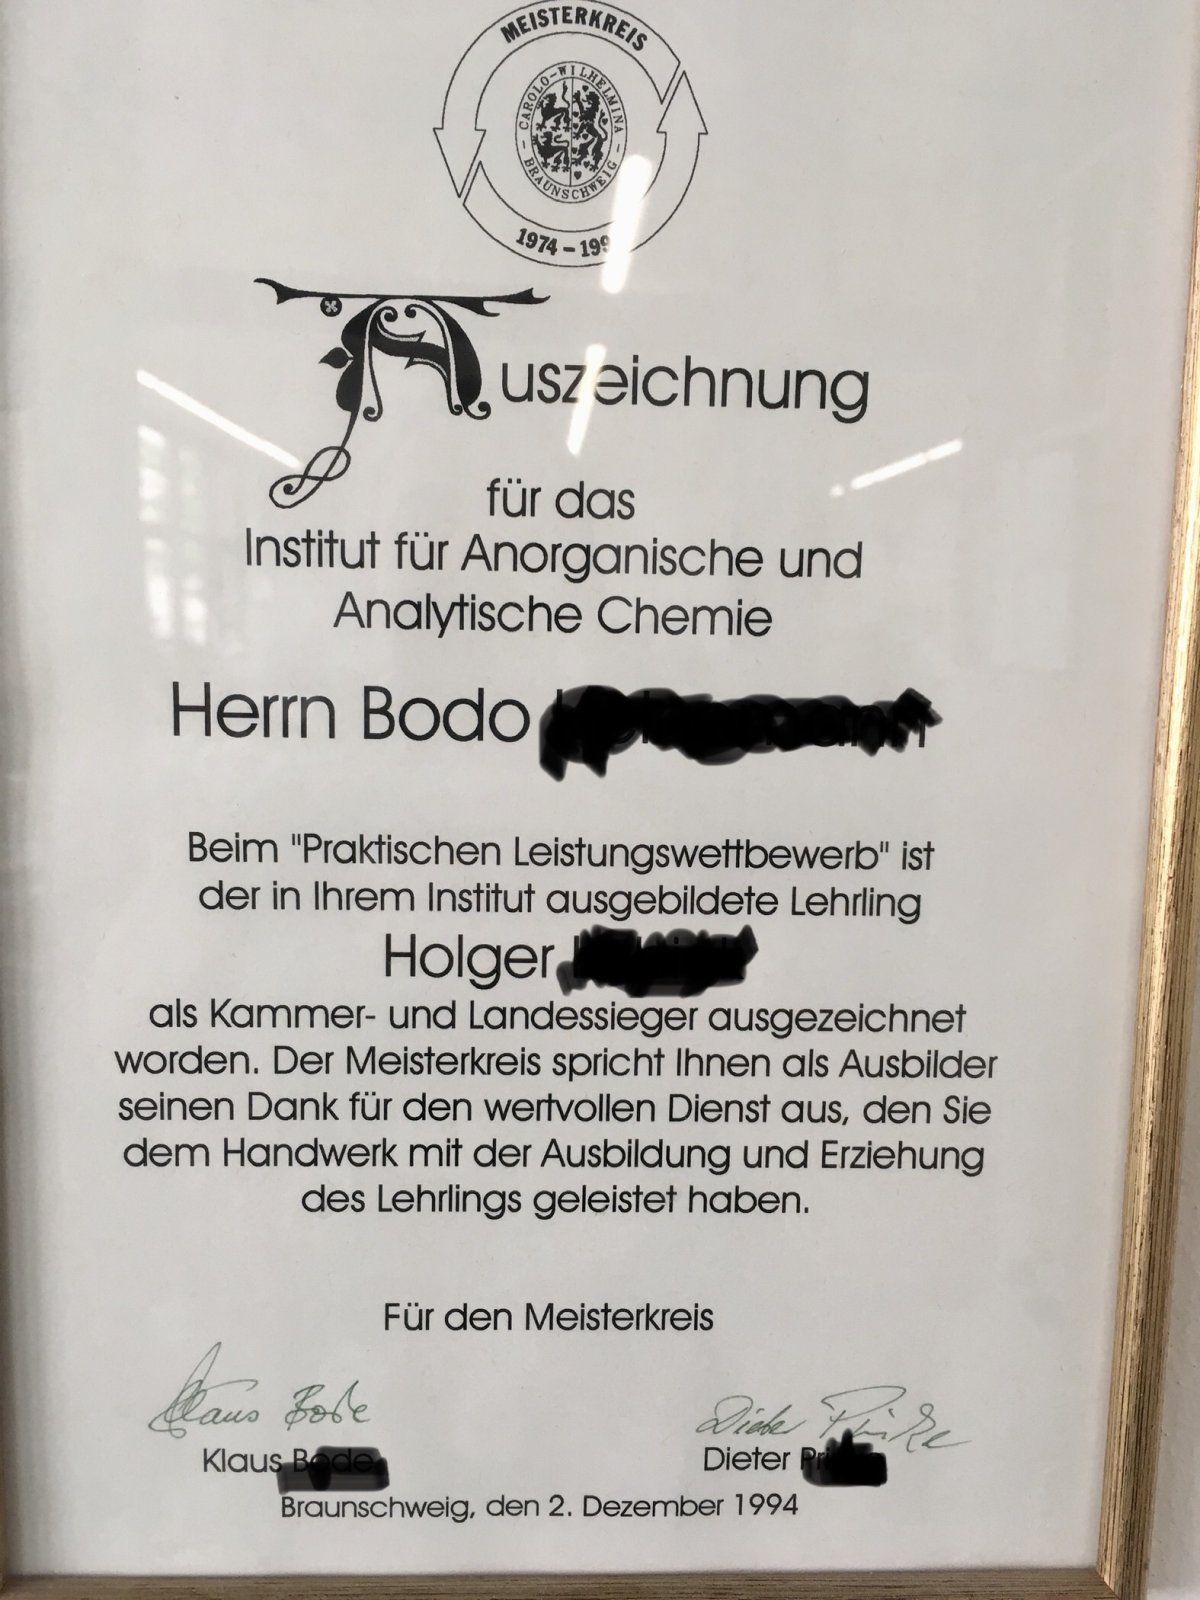 MEISTERKREIS
CAROLO-WILHELMINA
- BRAUNSCHWEIG -
1974 - 199
Auszeichnung
für das
Institut für Anorganische und
Analytische Chemie
Herrn Bodo
Beim "Praktischen Leistungswettbewerb" ist
der in Ihrem Institut ausgebildete Lehrling
Holger
als Kammer- und Landessieger ausgezeichnet
worden. Der Meisterkreis spricht Ihnen als Ausbilder
seinen Dank für den wertvollen Dienst aus, den Sie
dem Handwerk mit der Ausbildung und Erziehung
des Lehrlings geleistet haben.
Für den Meisterkreis
Klaus Dieter
Braunschweig, den 2. Dezember 1994